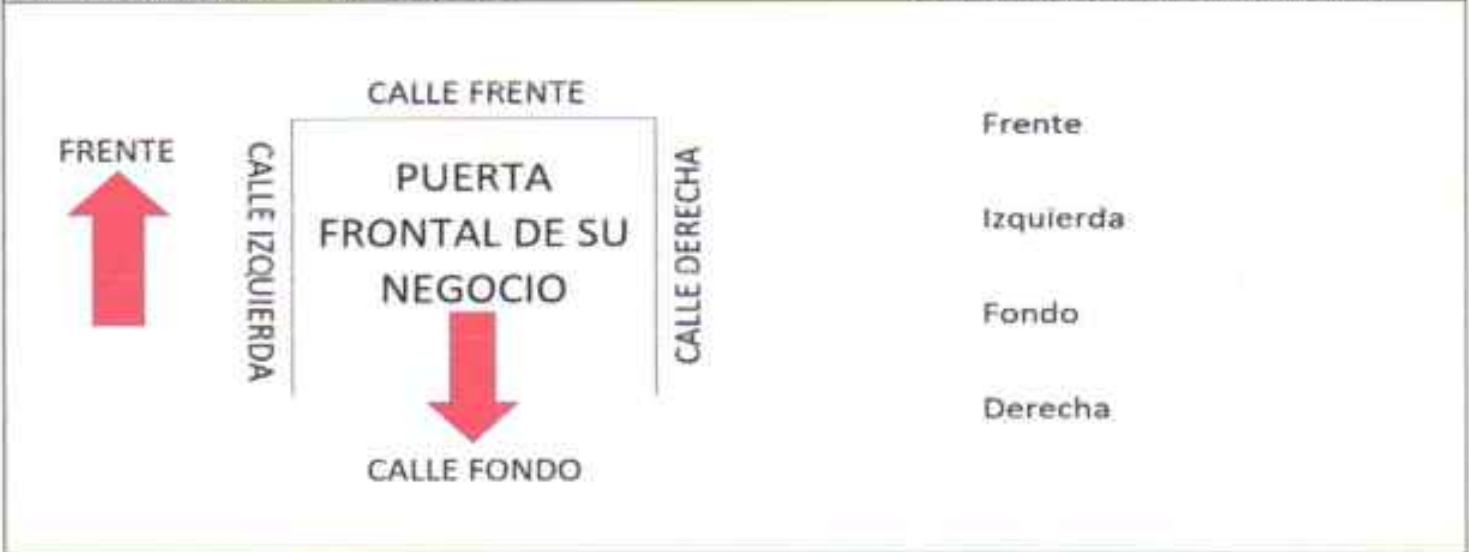 CALLE FRENTE
FRENTE
CALLE IZQUIERDA
PUERTA
FRONTAL DE SU
NEGOCIO
CALLE DERECHA
CALLE FONDO
Frente
Izquierda
Fondo
Derecha